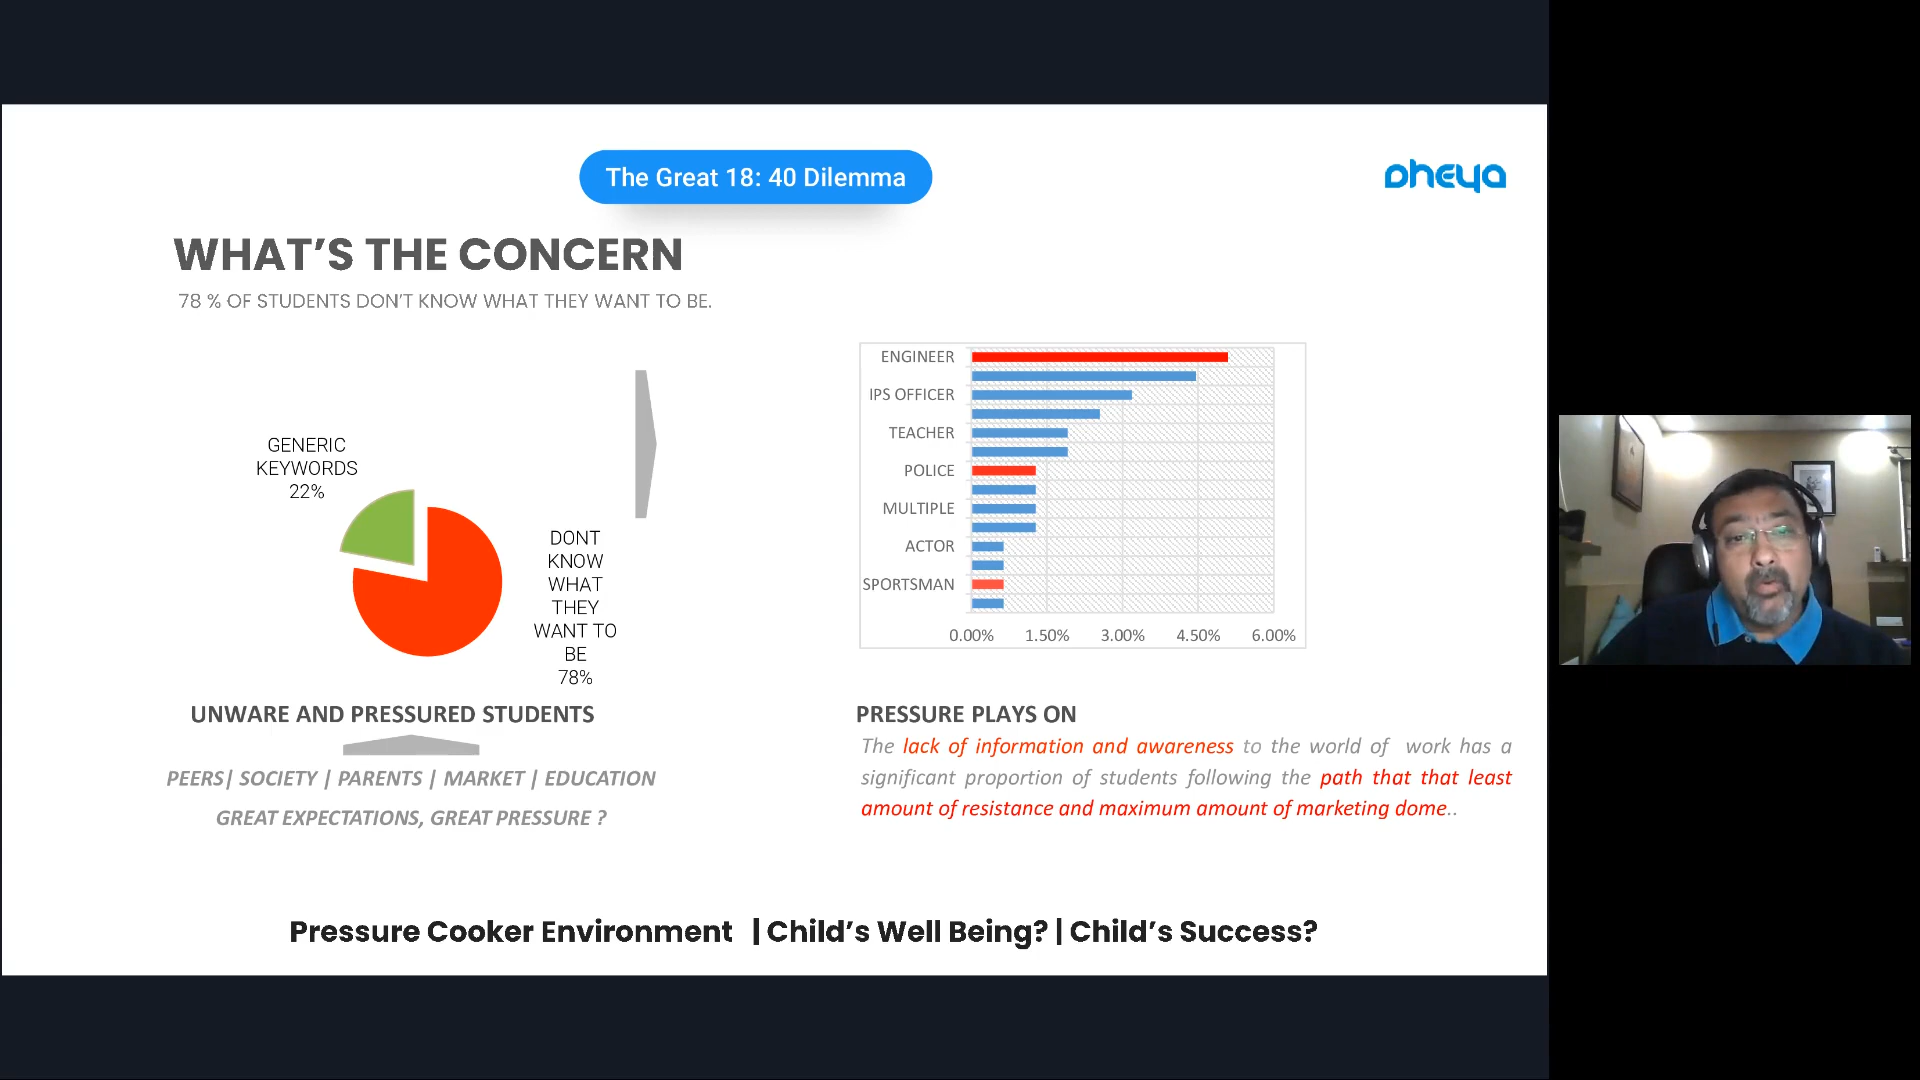 The Great 18: 40 Dilemma
Dheya
WHAT'S THE CONCERN
78 % OF STUDENTS DON'T KNOW WHAT THEY WANT TO BE.
GENERIC
KEYWORDS
22%
DONT
KNOW
WHAT
THEY
WANT TO
BE
78%
UNWARE AND PRESSURED STUDENTS
PEERS| SOCIETY | PARENTS | MARKET | EDUCATION
GREAT EXPECTATIONS, GREAT PRESSURE ?
ENGINEER
IPS OFFICER
TEACHER
POLICE
MULTIPLE
ACTOR
SPORTSMAN
0.00% 1.50% 3.00% 4.50% 6.00%
PRESSURE PLAYS ON
The lack of information and awareness to the world of work has a
significant proportion of students following the path that that least
amount of resistance and maximum amount of marketing dome..
Pressure Cooker Environment | Child's Well Being? | Child's Success?